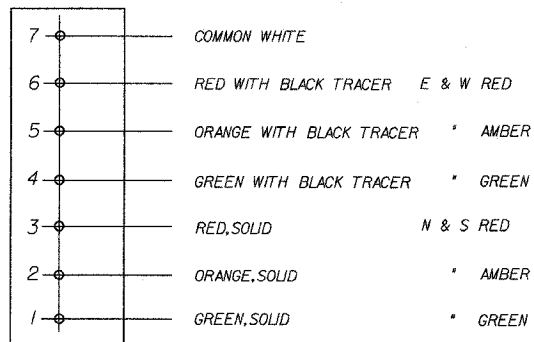 7 COMMON WHITE
6 RED WITH BLACK TRACER E & W RED
5 ORANGE WITH BLACK TRACER " AMBER
4 GREEN WITH BLACK TRACER " GREEN
3 RED, SOLID N & S RED
2 ORANGE, SOLID " AMBER
1 GREEN, SOLID " GREEN